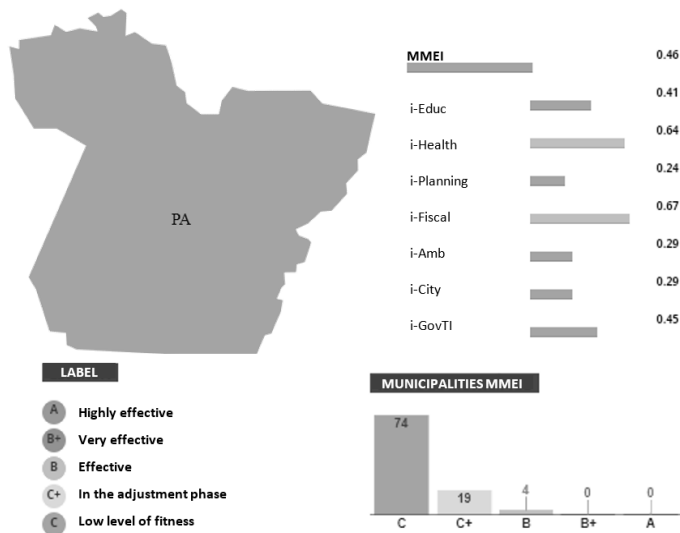 PA
MMEI 0.46
i-Educ 0.41
i-Health 0.64
i-Planning 0.24
i-Fiscal 0.67
i-Amb 0.29
i-City 0.29
i-GovTI 0.45
LABEL
A Highly effective
B+ Very effective
B Effective
C+ In the adjustment phase
C Low level of fitness
MUNICIPALITIES MMEI
74 19 4 0 0
C C+ B B+ A